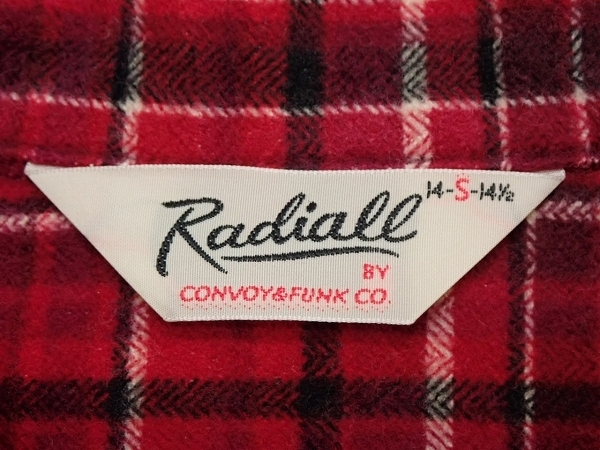 Radiall
14-S-14½
BY
CONVOY&FUNK CO.